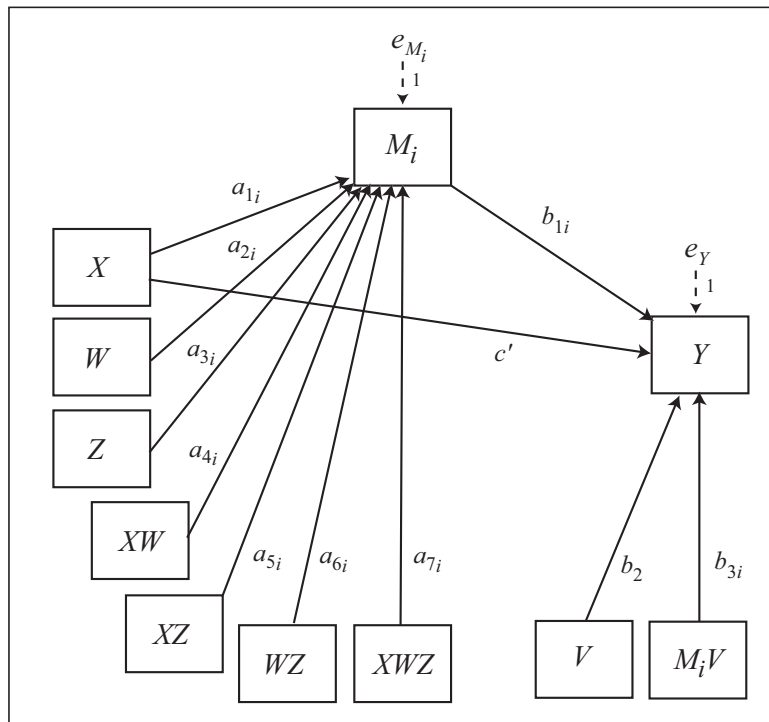 e_{M_i}
1
M_i
a_{1i}
b_{1i}
a_{2i}
X
e_Y
1
W
a_{3i}
c′
Y
Z
a_{4i}
XW
a_{5i}
a_{6i}
a_{7i}
b_2
b_{3i}
XZ
WZ
XWZ
V
M_iV